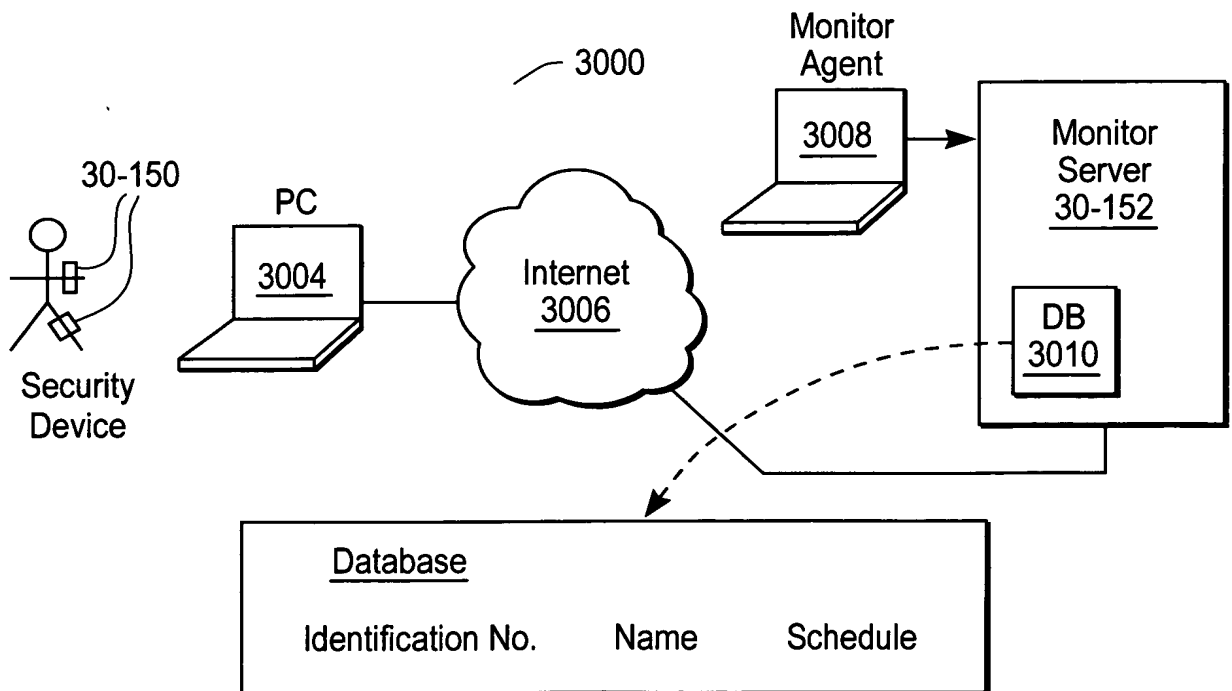 3000
Monitor
Agent
3008
Monitor
Server
30-152
30-150
PC
3004
Internet
3006
DB
3010
Security
Device
Database
Identification No. Name Schedule